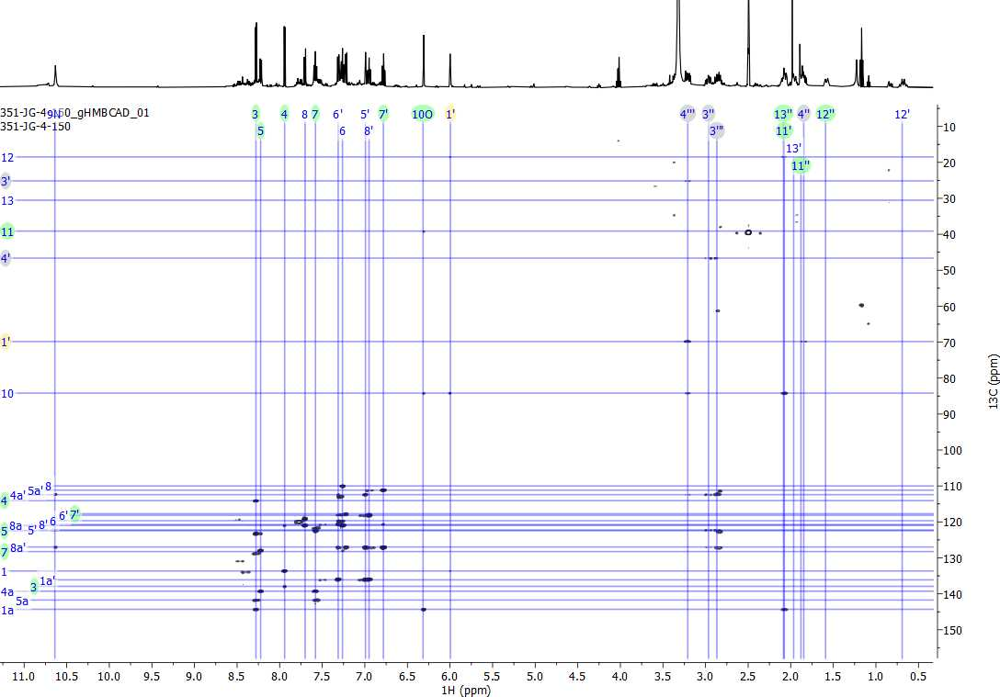 351-JG-4-150_gHMBCAD_01
351-JG-4-150
9N 3 4 8 7 6' 5' 7' 10O 1' 4''' 3'' 13'' 4'' 12'' 12'
5 6 8' 3''' 11'
13'
11''
12
3'
13
11
4'
1'
10
5a' 8
4 4a'
6' 7'
5 8a 5' 8' 6
7 8a'
1
3 1a'
4a 5a
1a
10
20
30
40
50
60
70
80
90
100
110
120
130
140
150
13C (ppm)
11.0 10.5 10.0 9.5 9.0 8.5 8.0 7.5 7.0 6.5 6.0 5.5 5.0 4.5 4.0 3.5 3.0 2.5 2.0 1.5 1.0 0.5
1H (ppm)